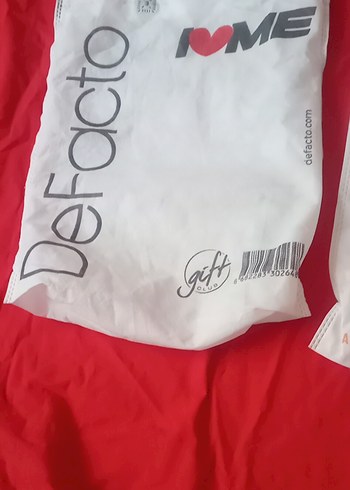 I ❤ ME
DeFacto
defacto.com
gift
CLUB